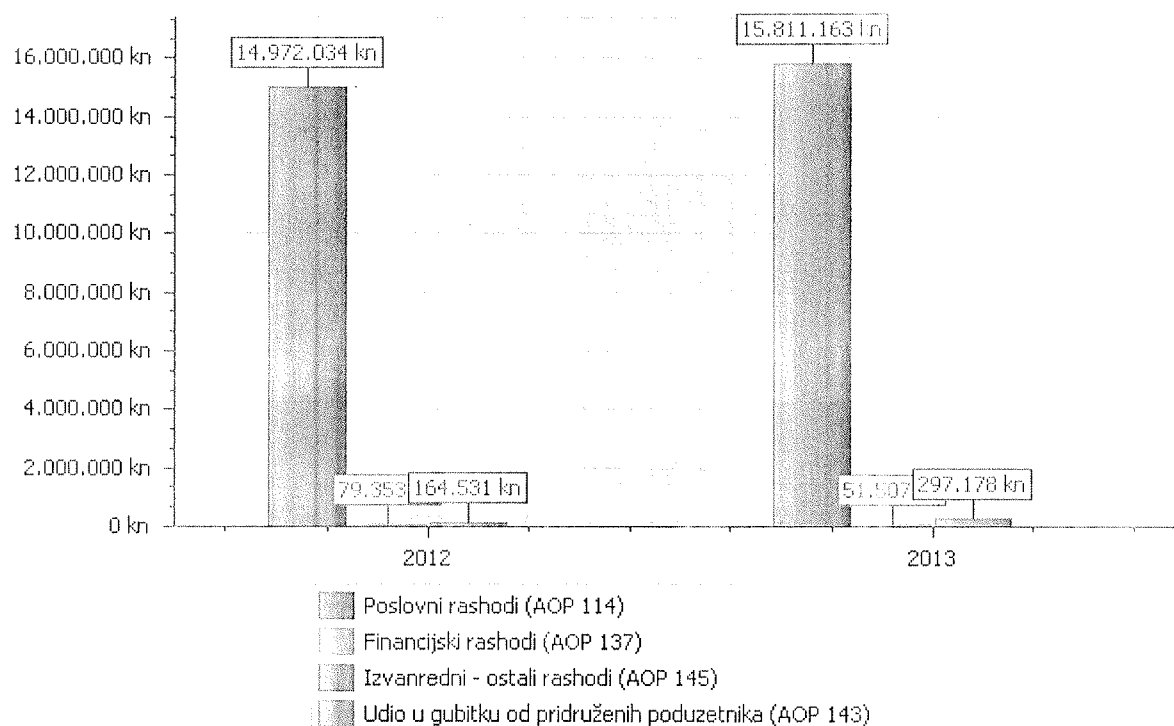 16.000.000 kn
14.000.000 kn
12.000.000 kn
10.000.000 kn
8.000.000 kn
6.000.000 kn
4.000.000 kn
2.000.000 kn
0 kn
14.972.034 kn
79.353
164.531 kn
15.811.163 kn
51.507
297.178 kn
2012
2013
Poslovni rashodi (AOP 114)
Financijski rashodi (AOP 137)
Izvanredni - ostali rashodi (AOP 145)
Udio u gubitku od pridruženih poduzetnika (AOP 143)